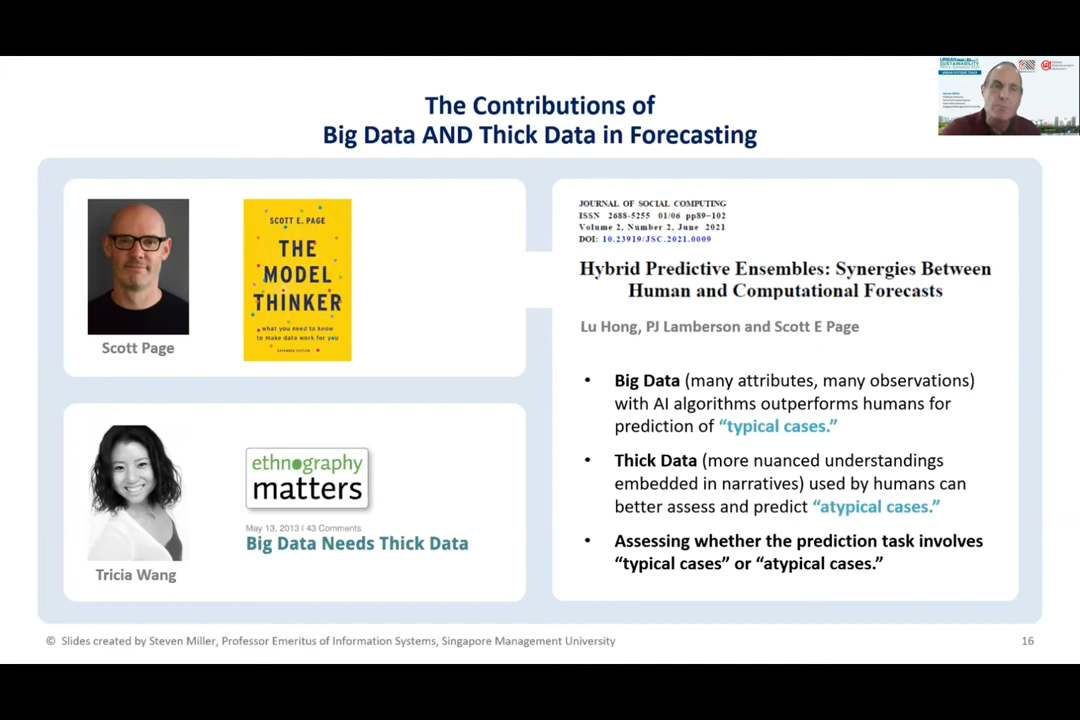 The Contributions of
Big Data AND Thick Data in Forecasting
Scott Page
SCOTT E. PAGE
THE
MODEL
THINKER
what you need to know
to make data work for you
Tricia Wang
ethnography
matters
May 13, 2013 I 43 Comments
Big Data Needs Thick Data
JOURNAL OF SOCIAL COMPUTING
ISSN 2688-5255 01/06 pp89-102
Volume 2, Number 2, June 2021
DOI: 10.23919/JSC.2021.0009
Hybrid Predictive Ensembles: Synergies Between
Human and Computational Forecasts
Lu Hong, PJ Lamberson and Scott E Page
• Big Data (many attributes, many observations)
with AI algorithms outperforms humans for
prediction of “typical cases.”
• Thick Data (more nuanced understandings
embedded in narratives) used by humans can
better assess and predict “atypical cases.”
• Assessing whether the prediction task involves
“typical cases” or “atypical cases.”
© Slides created by Steven Miller, Professor Emeritus of Information Systems, Singapore Management University
16